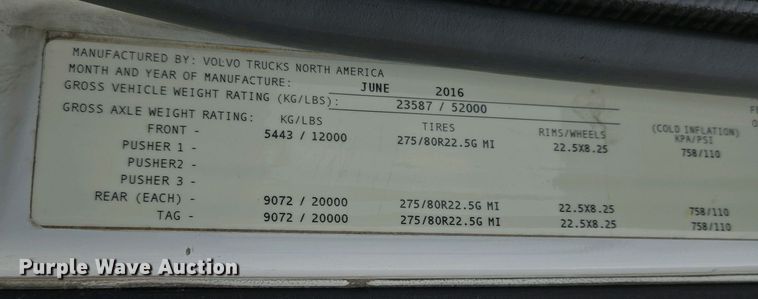 MANUFACTURED BY: VOLVO TRUCKS NORTH AMERICA
MONTH AND YEAR OF MANUFACTURE: JUNE 2016
GROSS VEHICLE WEIGHT RATING (KG/LBS): 23587 / 52000
GROSS AXLE WEIGHT RATING: KG/LBS TIRES RIMS/WHEELS (COLD INFLATION) KPA/PSI
FRONT - 5443 / 12000 275/80R22.5G MI 22.5X8.25 758/110
PUSHER 1 -
PUSHER2 -
PUSHER 3 -
REAR (EACH) - 9072 / 20000 275/80R22.5G MI 22.5X8.25 758/110
TAG - 9072 / 20000 275/80R22.5G MI 22.5X8.25 758/110
Purple Wave Auction